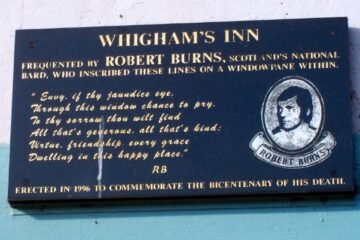 WHIGHAM'S INN
FREQUENTED BY ROBERT BURNS, SCOTLAND'S NATIONAL
BARD, WHO INSCRIBED THESE LINES ON A WINDOWPANE WITHIN.
"Envy, if thy jaundice eye,
Through this window chance to pry,
To thy sorrow thou wilt find
All that's generous, all that's kind;
Virtue, friendship, every grace
Dwelling in this happy place."
RB
ROBERT BURNS
ERECTED IN 1996 TO COMMEMORATE THE BICENTENARY OF HIS DEATH.